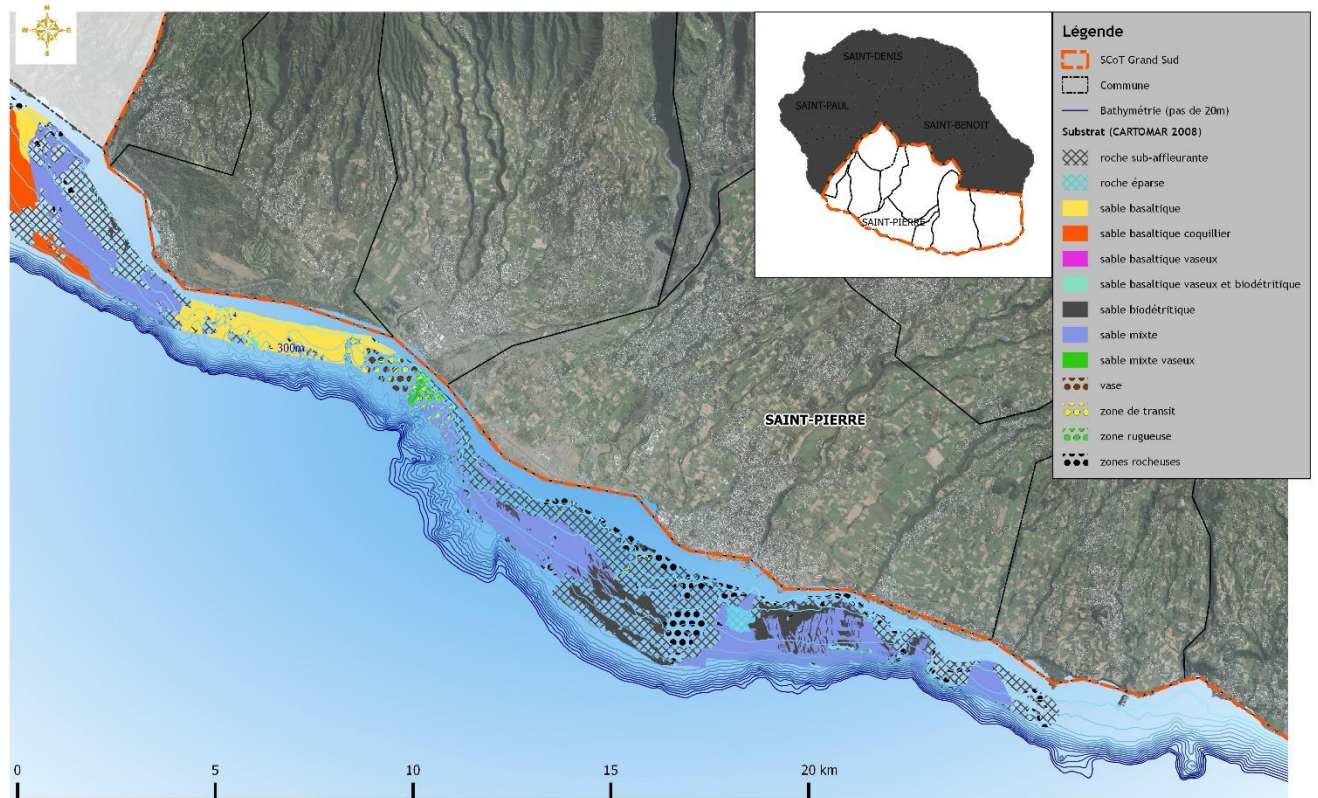 N
W
E
S
SAINT-DENIS
SAINT-PAUL
SAINT-BENOIT
SAINT-PIERRE
Légende
SCoT Grand Sud
Commune
Bathymétrie (pas de 20m)
Substrat (CARTOMAR 2008)
roche sub-affleurante
roche éparse
sable basaltique
sable basaltique coquillier
sable basaltique vaseux
sable basaltique vaseux et biodétritique
sable biodétritique
sable mixte
sable mixte vaseux
vase
zone de transit
zone rugueuse
zones rocheuses
- 300m
SAINT-PIERRE
0
5
10
15
20 km